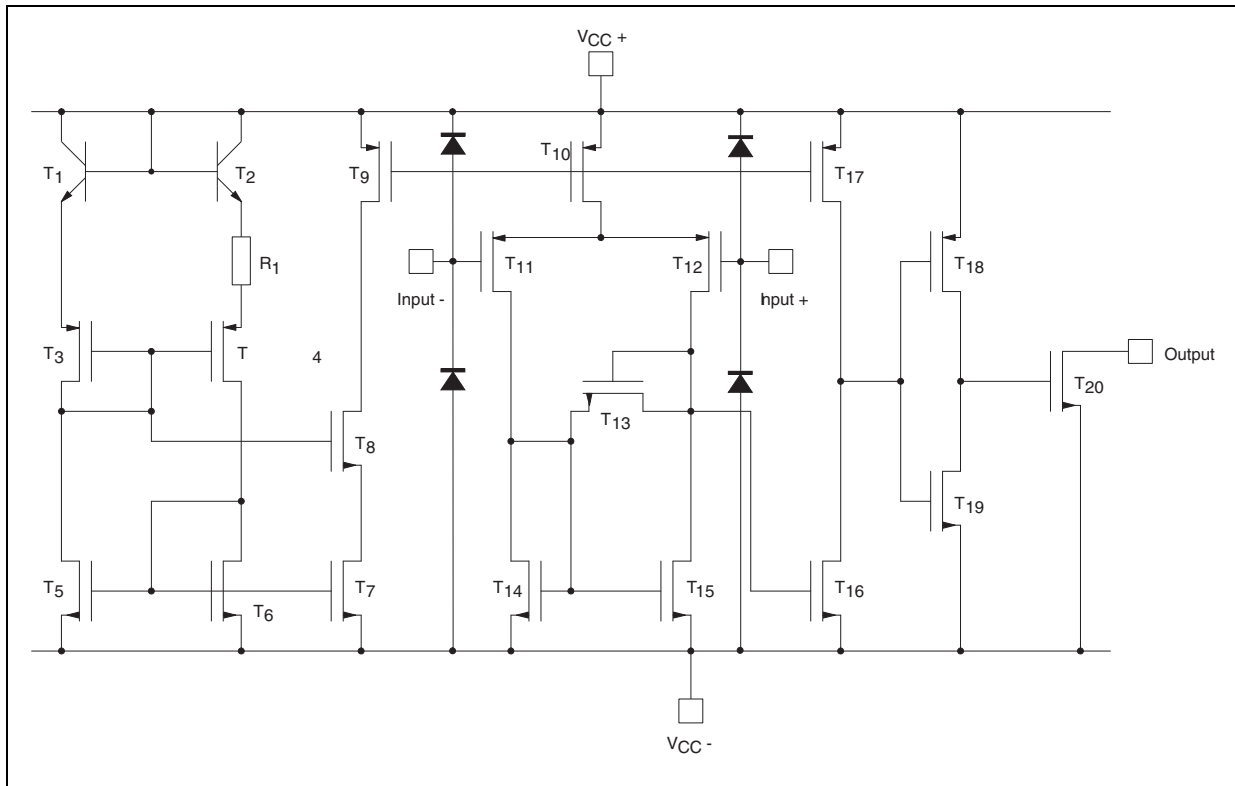 VCC +
T1
T2
T9
T10
T17
R1
T11
T12
T18
Input -
Input +
T3
T
4
Output
T20
T13
T8
T19
T5
T6
T7
T14
T15
T16
VCC -